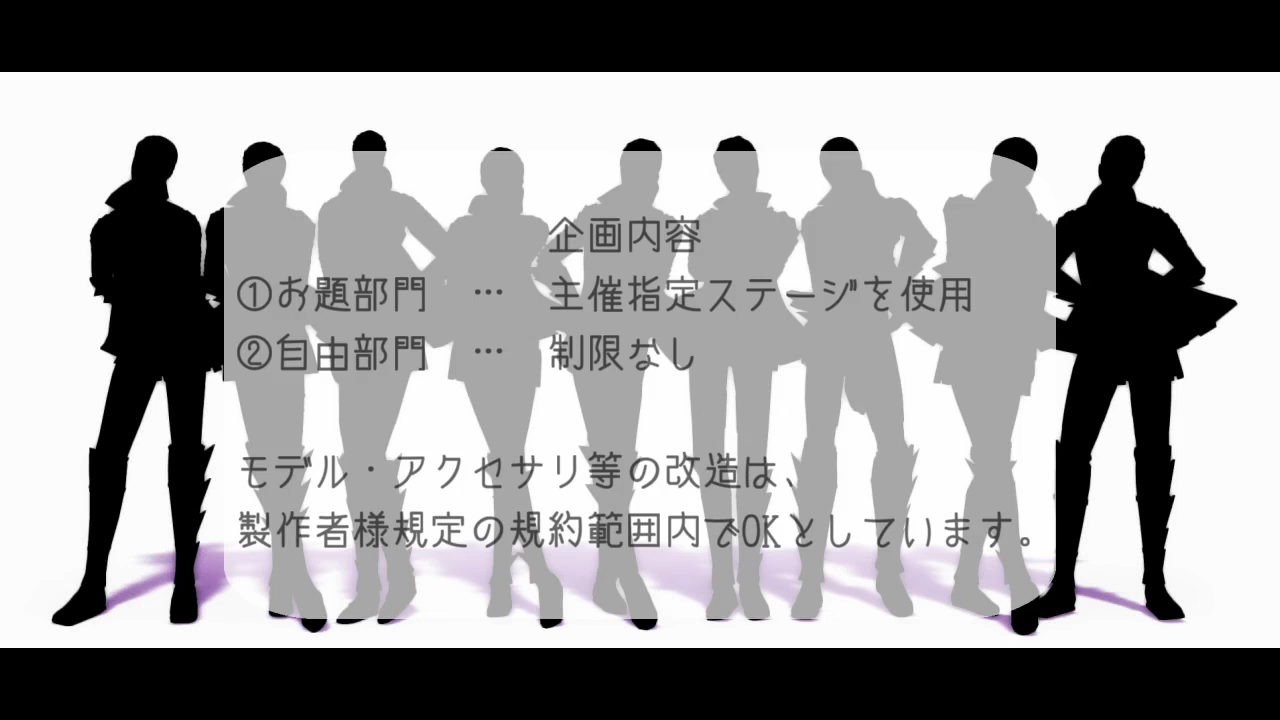 企画内容
①お題部門　…　主催指定ステージを使用
②自由部門　…　制限なし
モデル・アクセサリ等の改造は、
製作者様規定の規約範囲内でOKとしています。